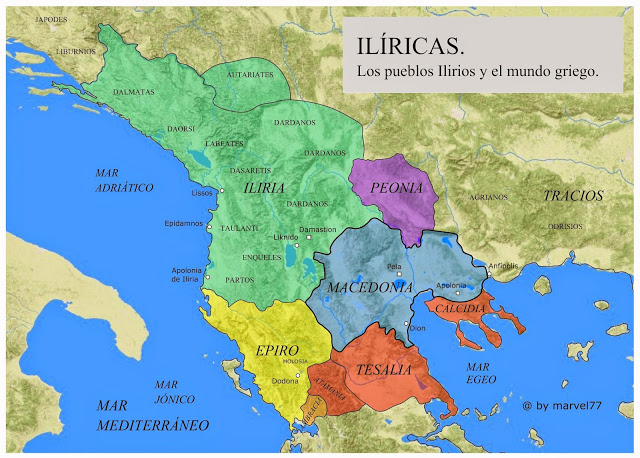 ILÍRICAS.
Los pueblos Ilirios y el mundo griego.
JAPODES
LIBURNIOS
DALMATAS
AUTARIATES
DAORSI
LABEATES
DARDANOS
DARDANOS
DASARETIS
ILIRIA
DARDANOS
PEONIA
AGRIANOS
TRACIOS
ODRISIOS
MAR
ADRIÁTICO
Lissos
Epidamnos
TAULANTI
Liknido
Damastion
ENQUELES
Apolonia
de Iliria
PARTOS
Pela
MACEDONIA
Anfípolis
Apolonia
CALCIDIA
Dion
EPIRO
MOLOSIA
Dodona
TESALIA
MAR
EGEO
MAR
JÓNICO
MAR
MEDITERRÁNEO
@ by marvel77